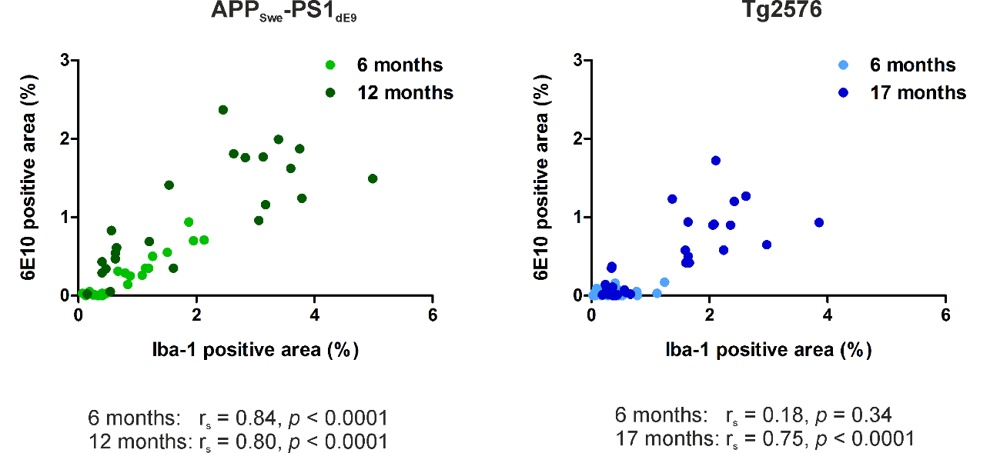 APPSwe-PS1dE9
3
2
1
0
0
2
4
6
6E10 positive area (%)
Iba-1 positive area (%)
6 months
12 months
6 months: rs = 0.84, p < 0.0001
12 months: rs = 0.80, p < 0.0001
Tg2576
3
2
1
0
0
2
4
6
6E10 positive area (%)
Iba-1 positive area (%)
6 months
17 months
6 months: rs = 0.18, p = 0.34
17 months: rs = 0.75, p < 0.0001